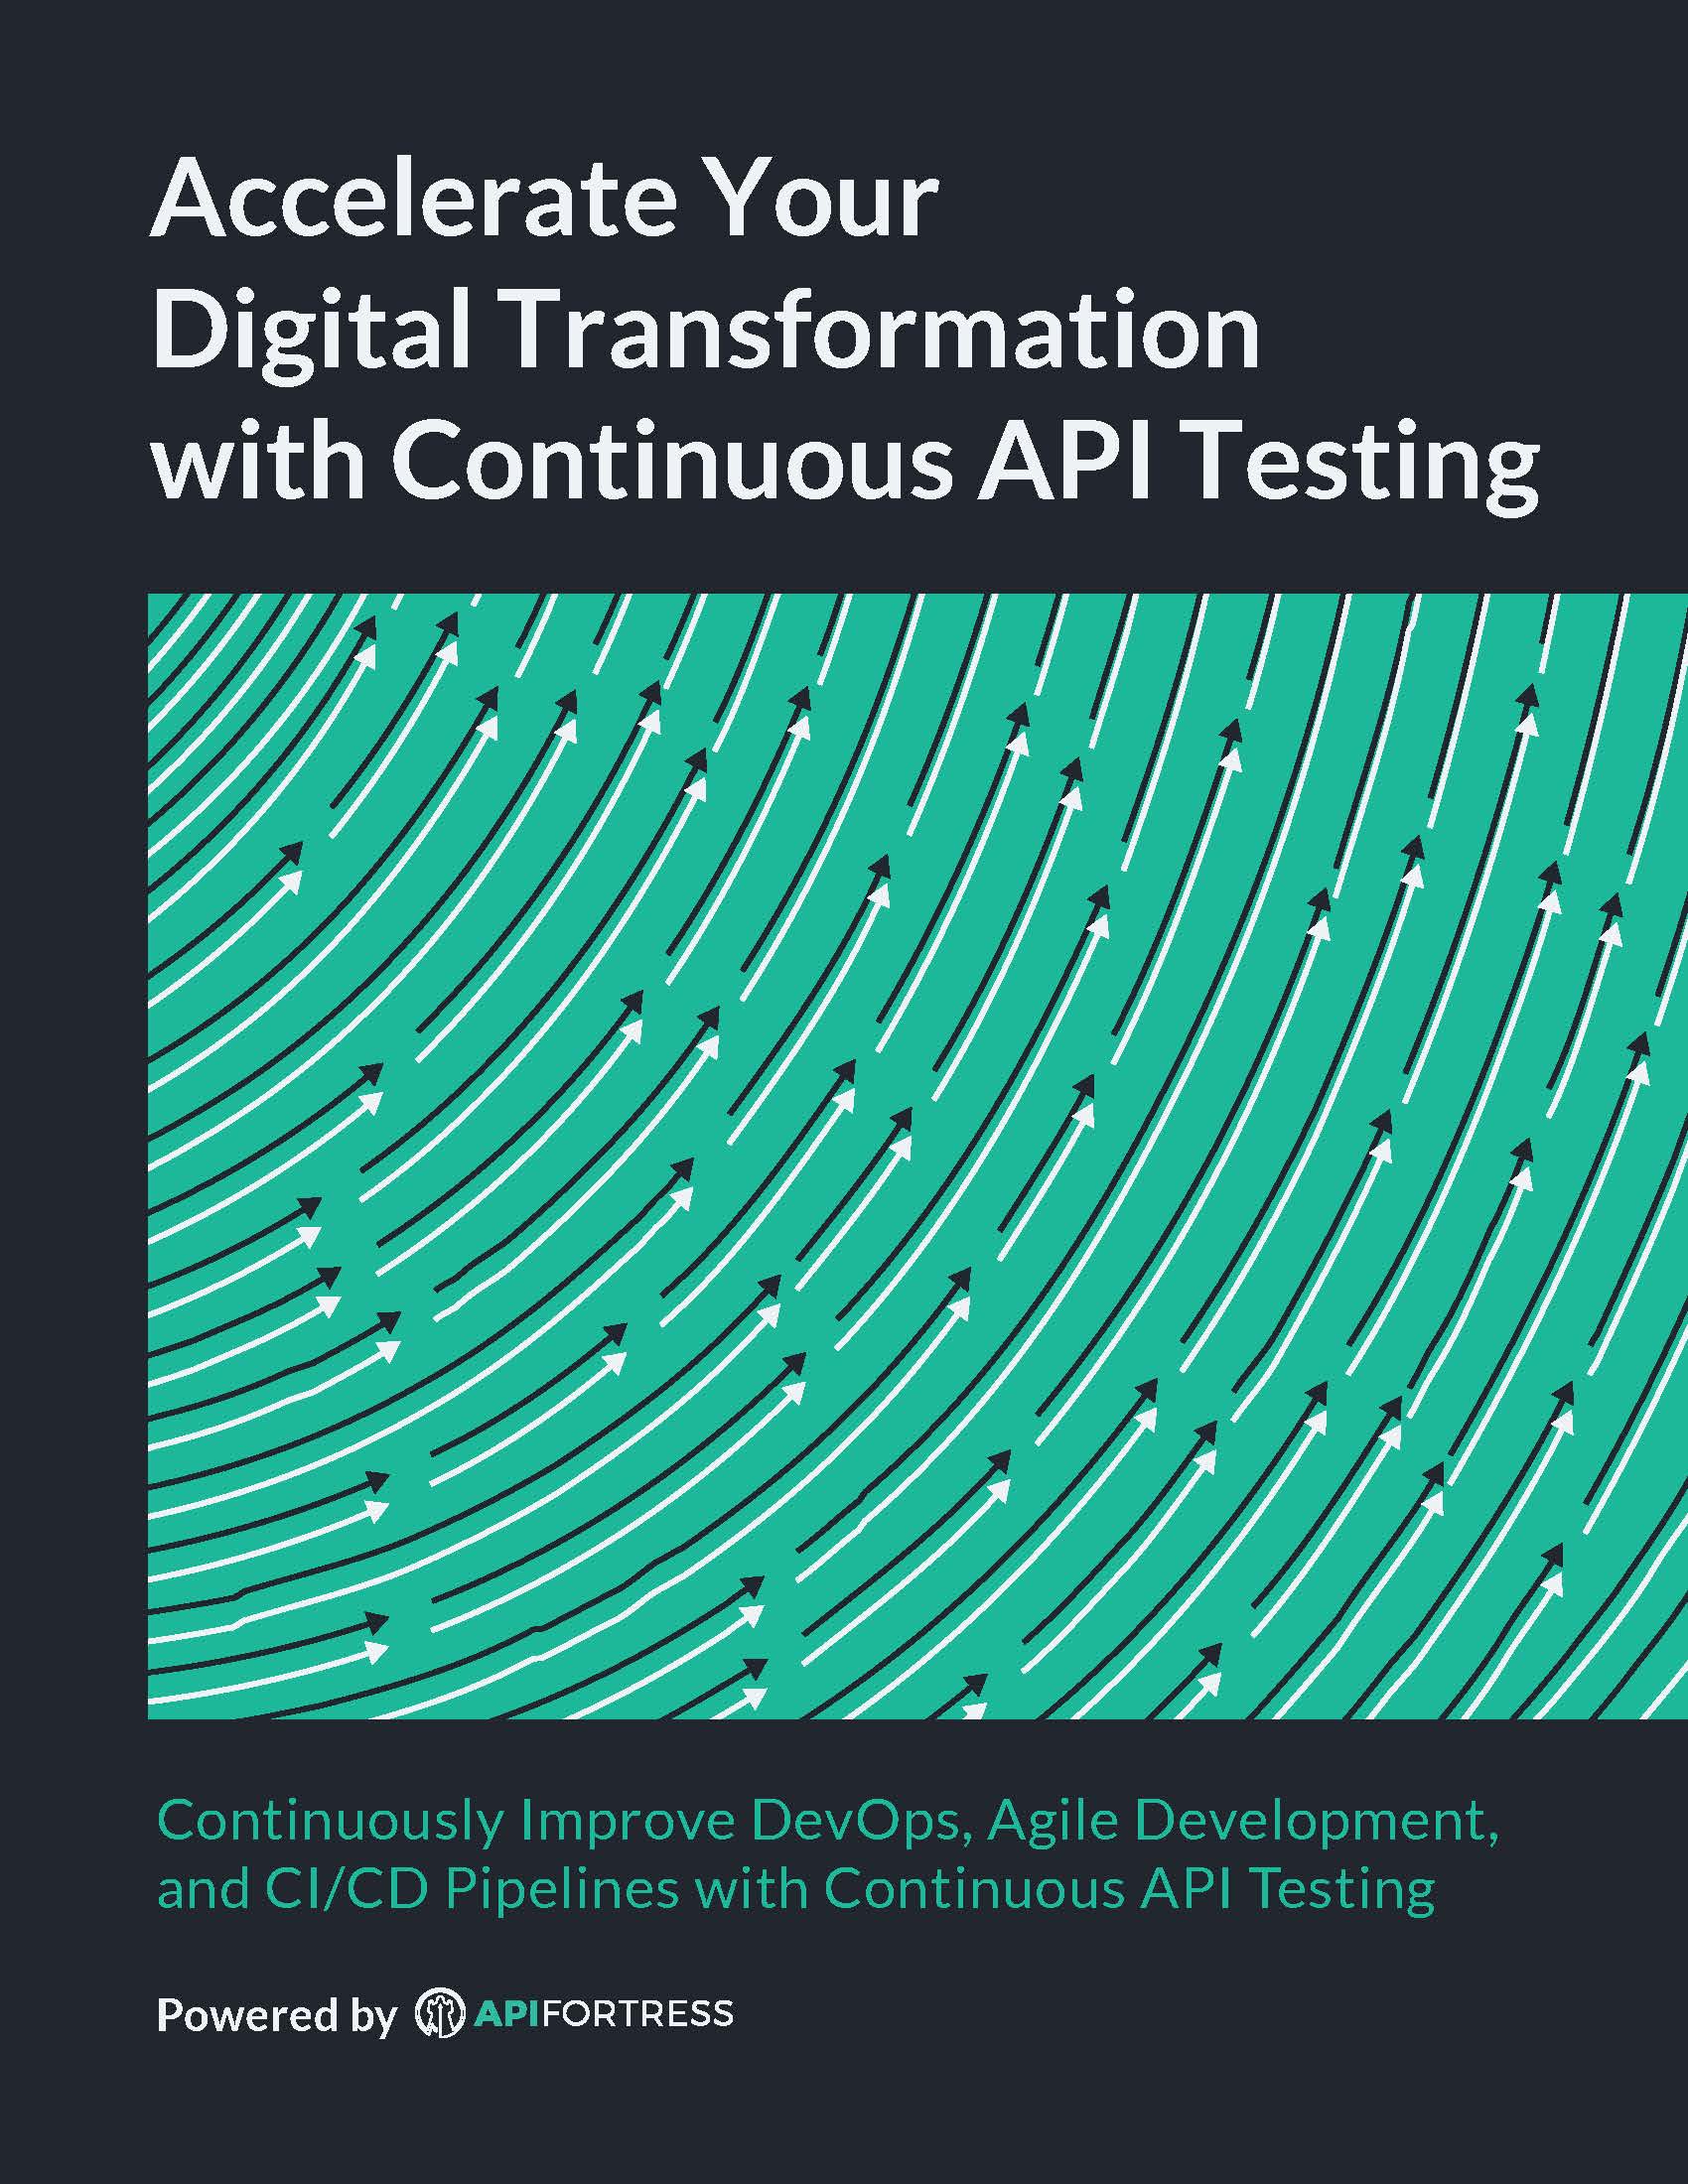 Accelerate Your
Digital Transformation
with Continuous API Testing
Continuously Improve DevOps, Agile Development,
and CI/CD Pipelines with Continuous API Testing
Powered by APIFORTRESS